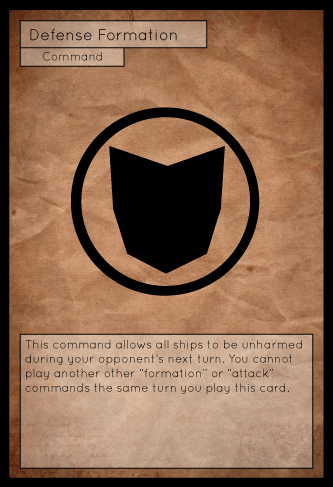 Defense Formation
Command
This command allows all ships to be unharmed
during your opponent's next turn. You cannot
play another other "formation" or "attack"
commands the same turn you play this card.